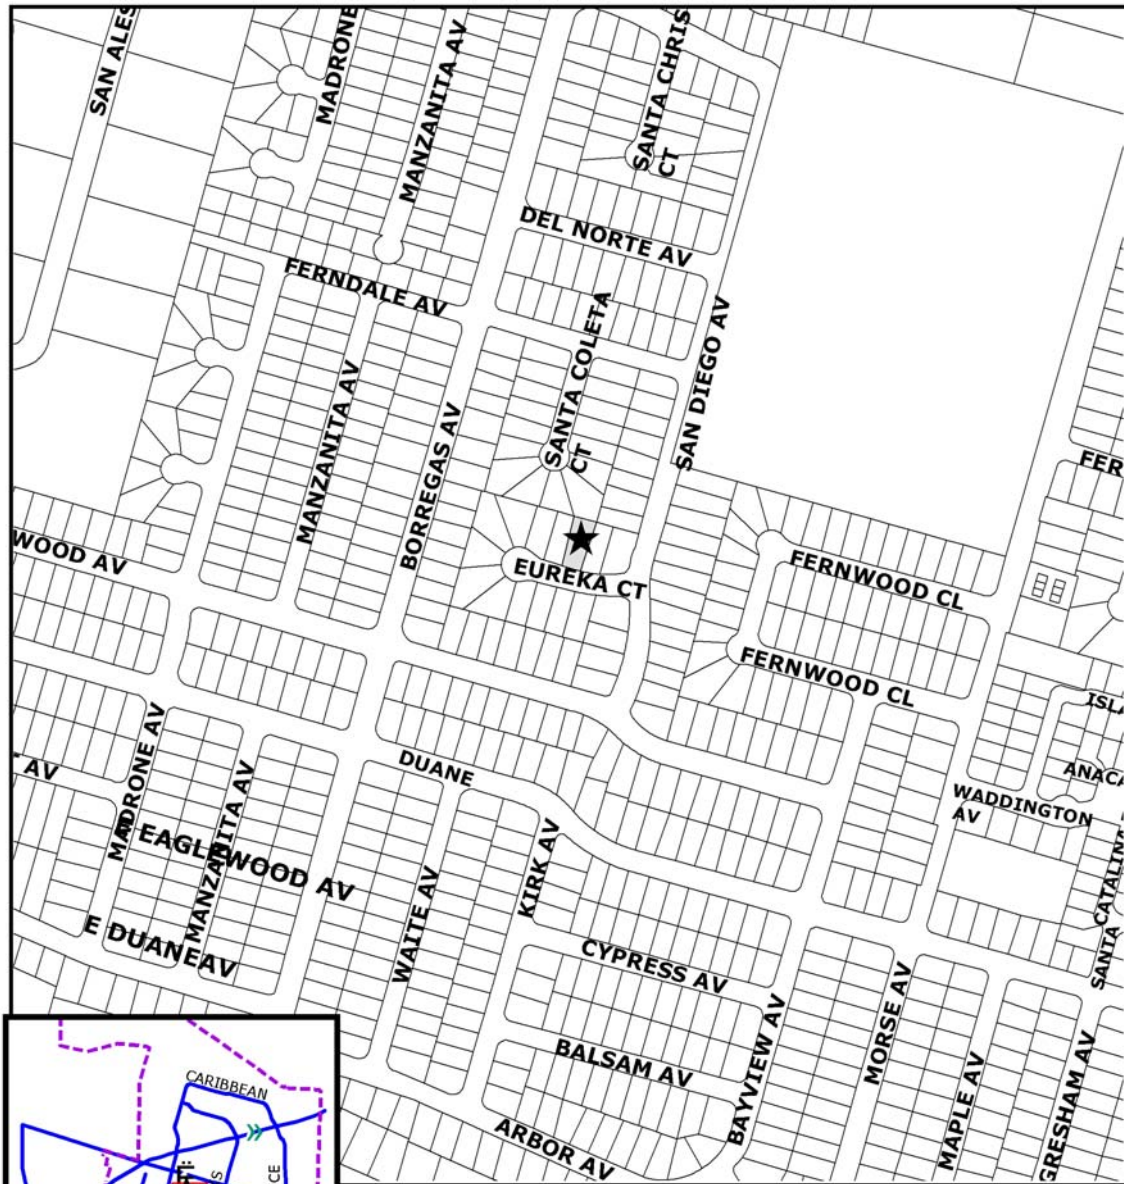 SAN ALES
MADRONE
MANZANITA AV
SANTA CHRIS
CT
DEL NORTE AV
FERNDALE AV
SANTA COLETA
CT
SAN DIEGO AV
MANZANITA AV
BORREGAS AV
FER
WOOD AV
EUREKA CT
FERNWOOD CL
FERNWOOD CL
ISLA
ANACA
WADDINGTON
AV
AV
MADRONE AV
MANZANITA AV
DUANE
EAGLEWOOD AV
KIRK AV
WAITE AV
SANTA CATALINA
E DUANEAV
CYPRESS AV
MORSE AV
BAYVIEW AV
BALSAM AV
MAPLE AV
GRESHAM AV
ARBOR AV
CARIBBEAN
CE
S